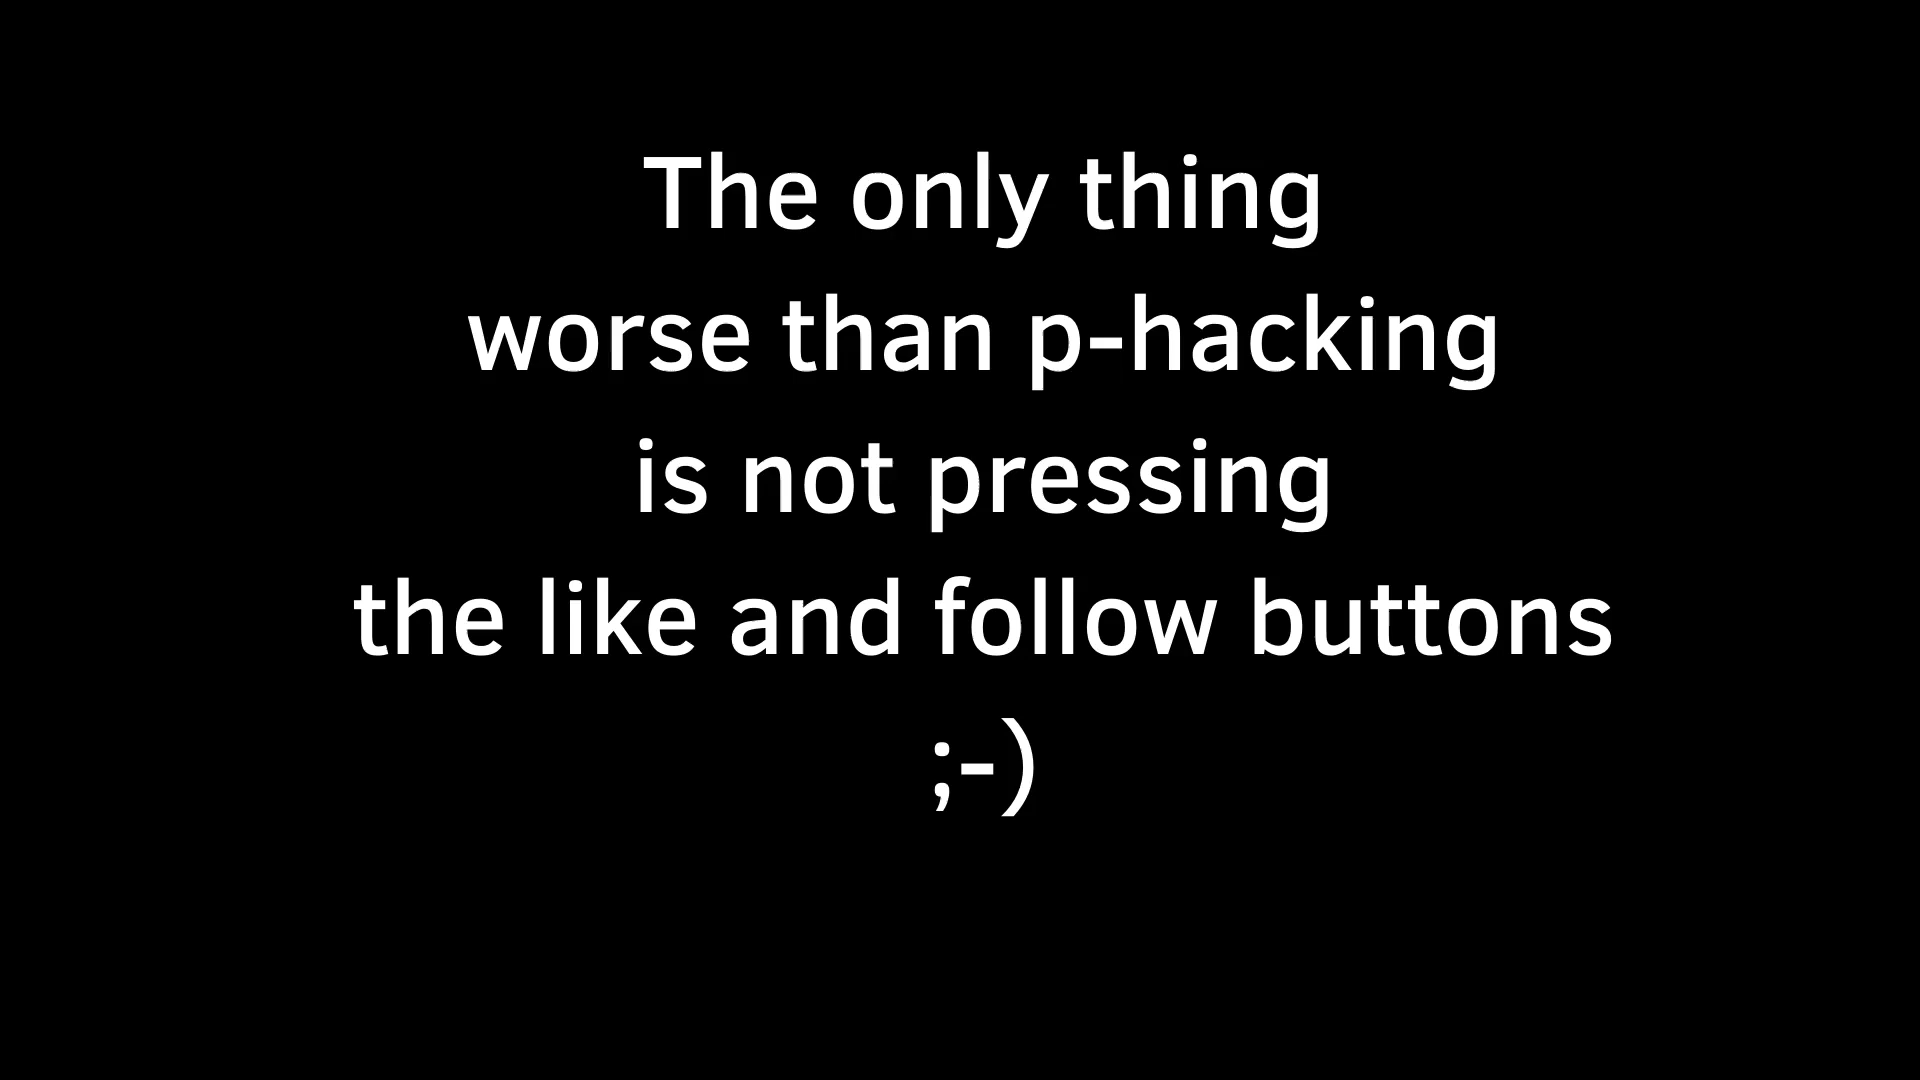 The only thing
worse than p-hacking
is not pressing
the like and follow buttons
;-)